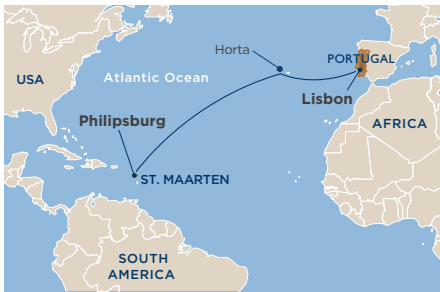 Horta
PORTUGAL
USA
Atlantic Ocean
Lisbon
Philipsburg
AFRICA
ST. MAARTEN
SOUTH
AMERICA